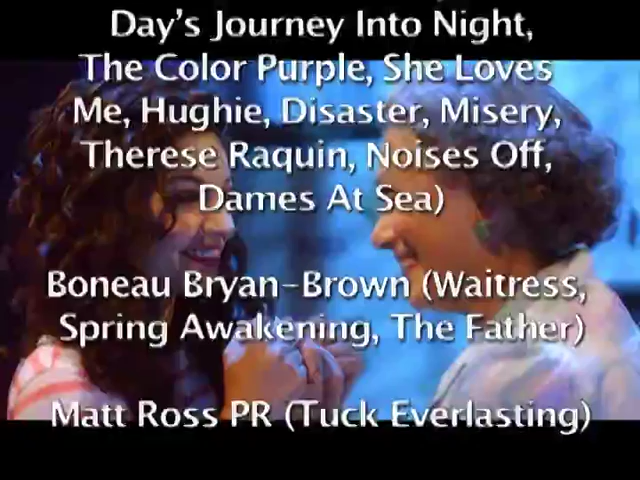 Day's Journey Into Night,
The Color Purple, She Loves
Me, Hughie, Disaster, Misery,
Therese Raquin, Noises Off,
Dames At Sea)
Boneau Bryan-Brown (Waitress,
Spring Awakening, The Father)
Matt Ross PR (Tuck Everlasting)